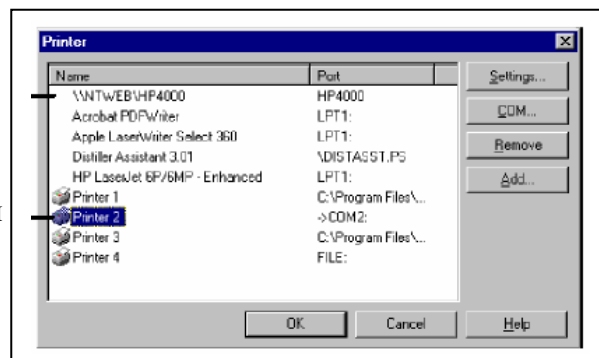 Printer
Name Port
\\NTWEB\HP4000 HP4000
Acrobat PDFWriter LPT1:
Apple LaserWriter Select 360 LPT1:
Distiller Assistant 3.01 \DISTASST.PS
HP LaserJet 6P/6MP - Enhanced LPT1:
Printer 1 C:\Program Files\...
Printer 2 ->COM2:
Printer 3 C:\Program Files\...
Printer 4 FILE:
Settings...
COM...
Remove
Add...
OK Cancel Help